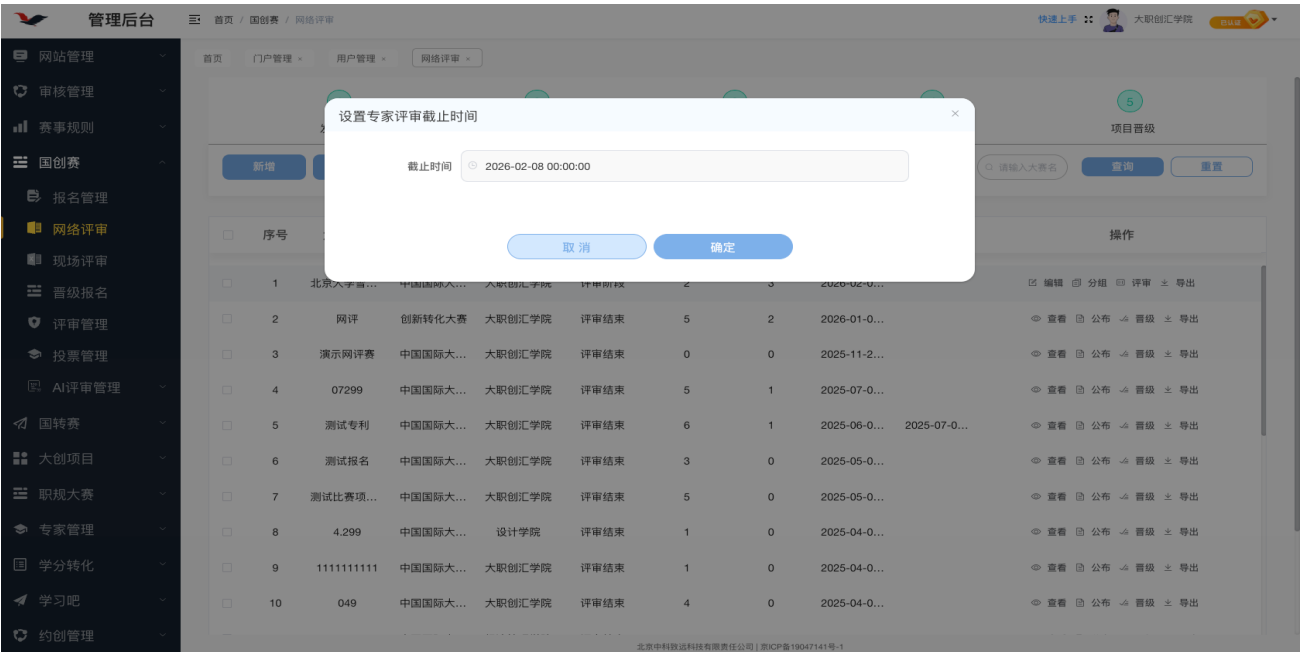 管理后台 首页 / 国创赛 / 网络评审 快速上手 大职创汇学院 已认证
网站管理
审核管理
赛事规则
国创赛
报名管理
网络评审
现场评审
晋级报名
评审管理
投票管理
AI评审管理
国转赛
大创项目
职规大赛
专家管理
学分转化
学习吧
约创管理
首页 门户管理 × 用户管理 × 网络评审 ×
5
项目晋级
设置专家评审截止时间 ×
截止时间 2026-02-08 00:00:00
取消 确定
新增 请输入大赛名 查询 重置
序号 操作
1 北京大学雪... 中国国际大... 大职创汇学院 评审阶段 2 3 2026-02-0... 编辑 分组 评审 导出
2 网评 创新转化大赛 大职创汇学院 评审结束 5 2 2026-01-0... 查看 公布 晋级 导出
3 演示网评赛 中国国际大... 大职创汇学院 评审结束 0 0 2025-11-2... 查看 公布 晋级 导出
4 07299 中国国际大... 大职创汇学院 评审结束 5 1 2025-07-0... 查看 公布 晋级 导出
5 测试专利 中国国际大... 大职创汇学院 评审结束 6 1 2025-06-0... 2025-07-0... 查看 公布 晋级 导出
6 测试报名 中国国际大... 大职创汇学院 评审结束 3 0 2025-05-0... 查看 公布 晋级 导出
7 测试比赛项... 中国国际大... 大职创汇学院 评审结束 5 0 2025-05-0... 查看 公布 晋级 导出
8 4.299 中国国际大... 设计学院 评审结束 1 0 2025-04-0... 查看 公布 晋级 导出
9 1111111111 中国国际大... 大职创汇学院 评审结束 1 0 2025-04-0... 查看 公布 晋级 导出
10 049 中国国际大... 大职创汇学院 评审结束 4 0 2025-04-0... 查看 公布 晋级 导出
北京中科致远科技有限责任公司 | 京ICP备19047141号-1